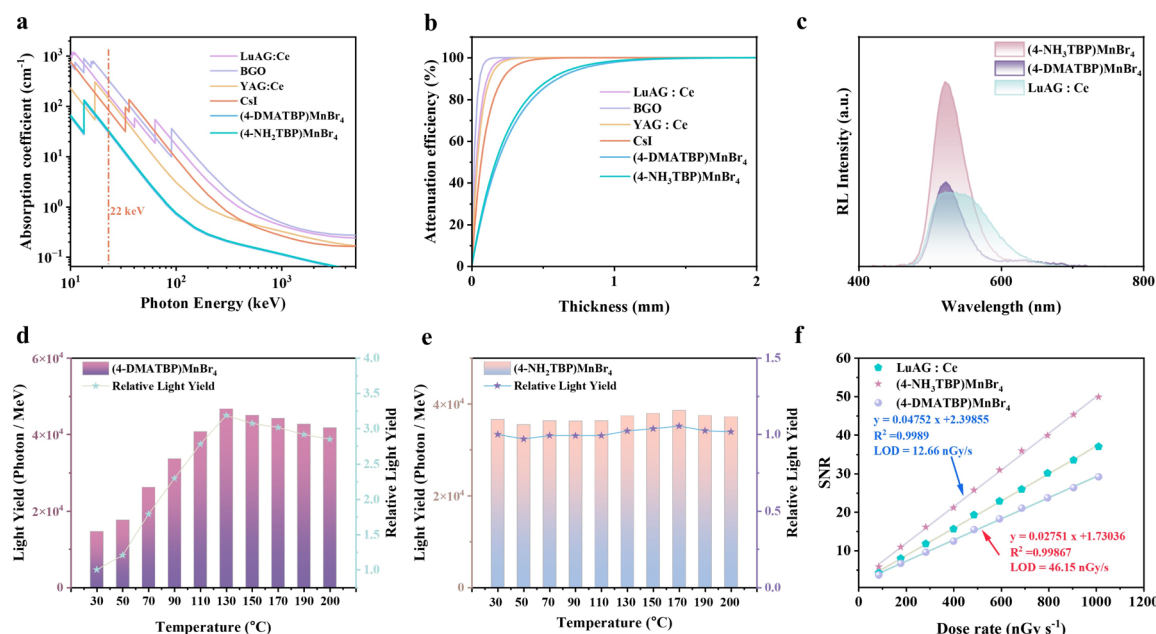 a
Absorption coefficient (cm⁻¹)
10³
10²
10¹
10⁰
10⁻¹
LuAG:Ce
BGO
YAG:Ce
CsI
(4-DMATBP)MnBr₄
(4-NH₂TBP)MnBr₄
22 keV
10¹
10²
10³
Photon Energy (keV)
b
Attenuation efficiency (%)
100
80
60
40
20
0
LuAG : Ce
BGO
YAG : Ce
CsI
(4-DMATBP)MnBr₄
(4-NH₃TBP)MnBr₄
0
1
2
Thickness (mm)
c
RL Intensity (a.u.)
(4-NH₃TBP)MnBr₄
(4-DMATBP)MnBr₄
LuAG : Ce
400
600
800
Wavelength (nm)
d
Light Yield (Photon / MeV)
6×10⁴
4×10⁴
2×10⁴
0
(4-DMATBP)MnBr₄
Relative Light Yield
4.0
3.5
3.0
2.5
2.0
1.5
1.0
Relative Light Yield
30 50 70 90 110 130 150 170 190 200
Temperature (°C)
e
Light Yield (Photon / MeV)
4×10⁴
2×10⁴
0
(4-NH₂TBP)MnBr₄
Relative Light Yield
1.5
1.0
0.5
0.0
Relative Light Yield
30 50 70 90 110 130 150 170 190 200
Temperature (°C)
f
SNR
60
50
40
30
20
10
LuAG : Ce
(4-NH₃TBP)MnBr₄
(4-DMATBP)MnBr₄
y = 0.04752 x +2.39855
R² =0.9989
LOD = 12.66 nGy/s
y = 0.02751 x +1.73036
R² =0.99867
LOD = 46.15 nGy/s
0 200 400 600 800 1000 1200
Dose rate (nGy s⁻¹)